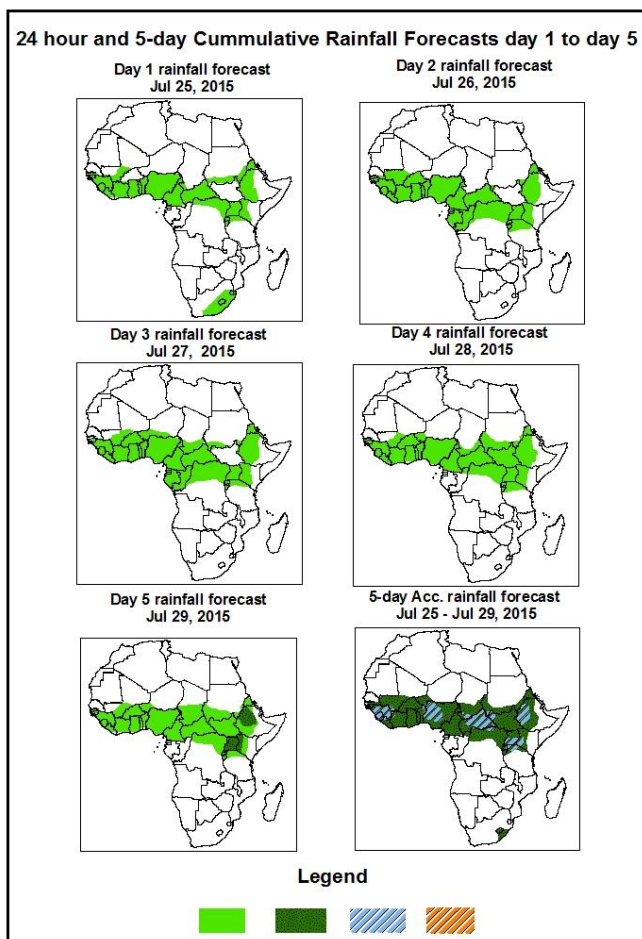 24 hour and 5-day Cummulative Rainfall Forecasts day 1 to day 5
Day 1 rainfall forecast
Jul 25, 2015
Day 2 rainfall forecast
Jul 26, 2015
Day 3 rainfall forecast
Jul 27, 2015
Day 4 rainfall forecast
Jul 28, 2015
Day 5 rainfall forecast
Jul 29, 2015
5-day Acc. rainfall forecast
Jul 25 - Jul 29, 2015
Legend